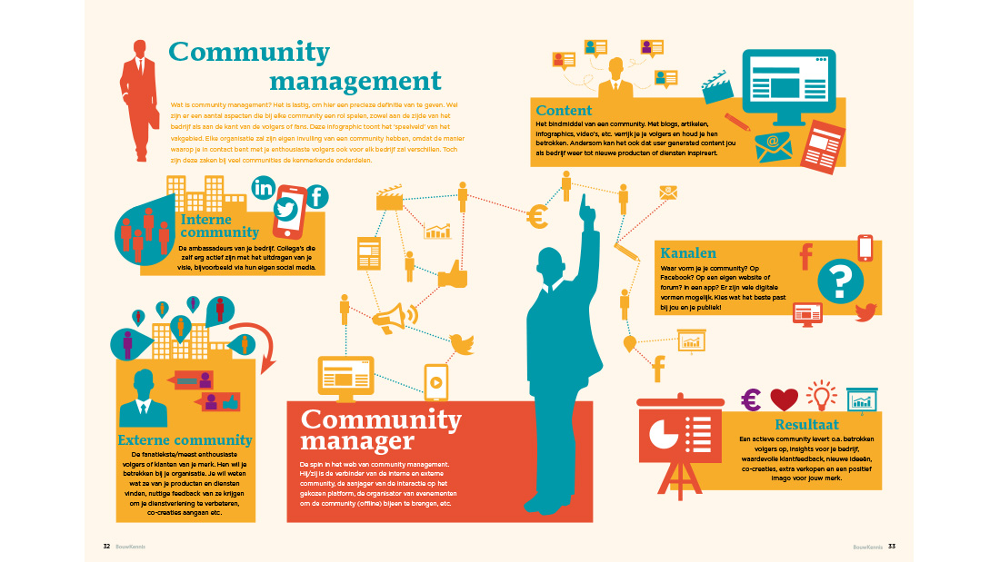 Community
management
Wat is community management? Het is lastig, om hier een precieze definitie van te geven. Wel
zijn er een aantal aspecten die bij elke community een rol spelen, zowel aan de zijde van het
bedrijf als aan de kant van de volgers of fans. Deze infographic toont het 'speelveld' van het
vakgebied. Elke organisatie zal zijn eigen invulling van een community hebben, omdat de manier
waarop je in contact bent met je enthousiaste volgers ook voor elk bedrijf zal verschillen. Toch
zijn deze zaken bij veel communities de kenmerkende onderdelen.
Content
Het bindmiddel van een community. Met blogs, artikelen,
infographics, video's, etc. verrijk je je volgers en houd je hen
betrokken. Andersom kan het ook dat user generated content jou
als bedrijf weer tot nieuwe producten of diensten inspireert.
@
in
f
Interne
community
De ambassadeurs van je bedrijf. Collega's die
zelf erg actief zijn met het uitdragen van je
visie, bijvoorbeeld via hun eigen social media.
€
Kanalen
Waar vorm je je community? Op
Facebook? Op een eigen website of
forum? In een app? Er zijn vele digitale
vormen mogelijk. Kies wat het beste past
bij jou en je publiek!
f
?
f
Externe community
De fanatiekste/meest enthousiaste
volgers of klanten van je merk. Hen wil je
betrekken bij je organisatie. Je wil weten
wat ze van je producten en diensten
vinden, nuttige feedback van ze krijgen
om je dienstverlening te verbeteren,
co-creaties aangaan etc.
Community
manager
De spin in het web van community management.
Hij/zij is de verbinder van de interne en externe
community, de aanjager van de interactie op het
gekozen platform, de organisator van evenementen
om de community (offline) bijeen te brengen, etc.
€
Resultaat
Een actieve community levert o.a. betrokken
volgers op, insights voor je bedrijf,
waardevolle klantfeedback, nieuwe ideeën,
co-creaties, extra verkopen en een positief
imago voor jouw merk.
32 BouwKennis
BouwKennis 33